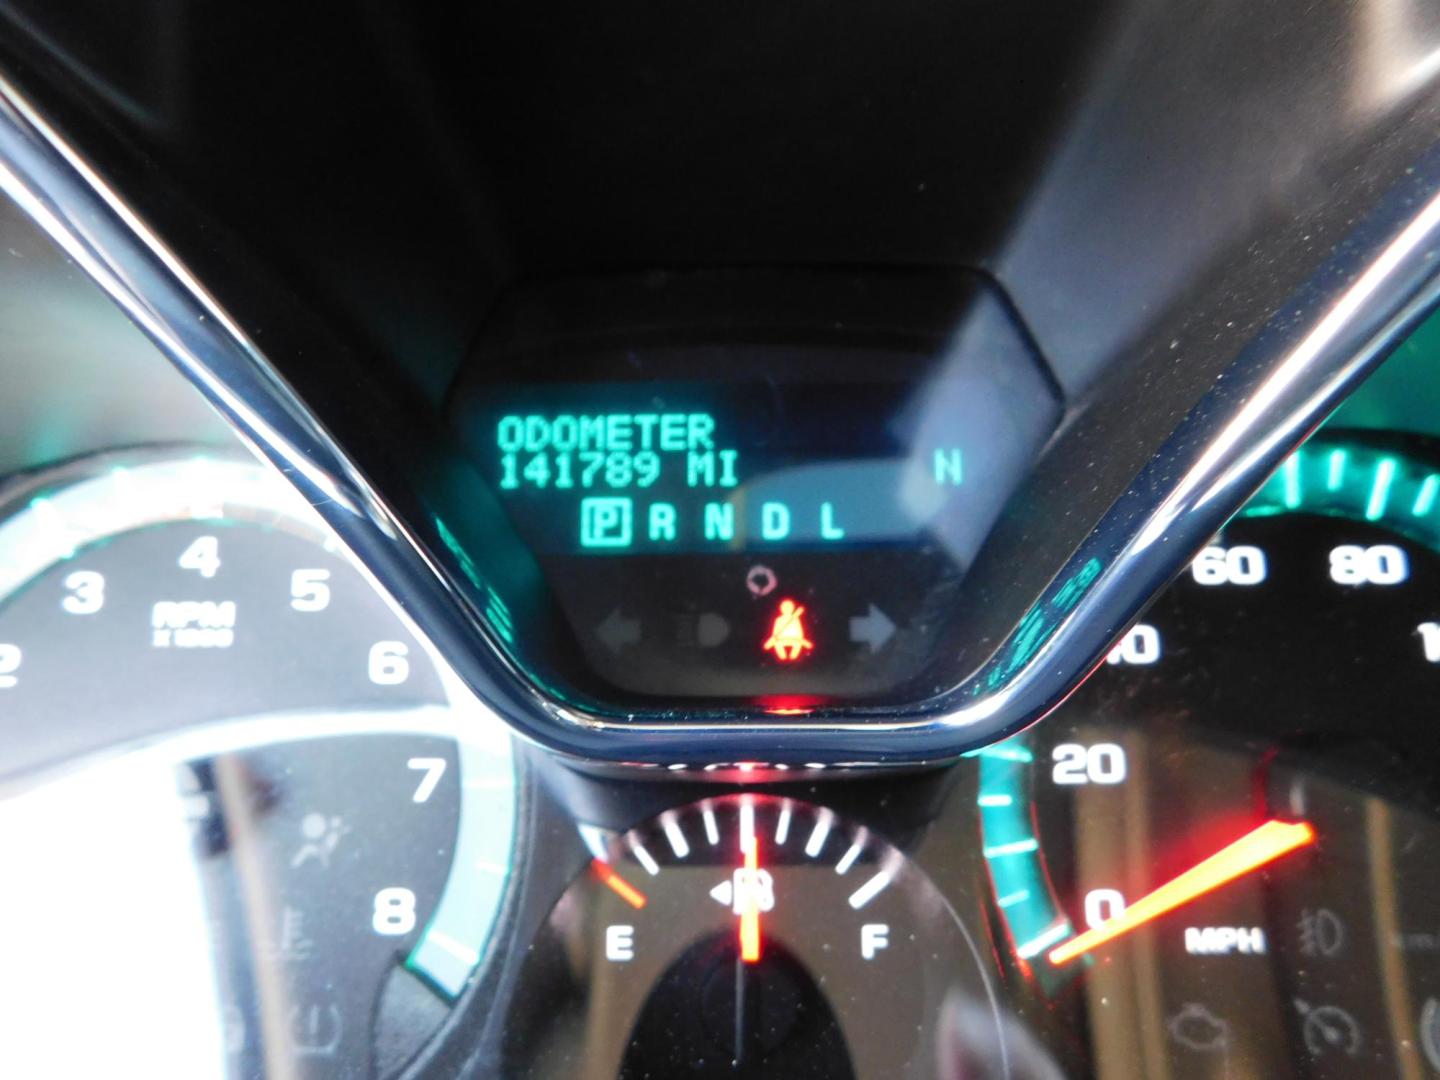 ODOMETER
141789 MI N
P R N D L
2 3 4 5 6 7 8
RPM
X1000
E F
0 20 60 80
MPH